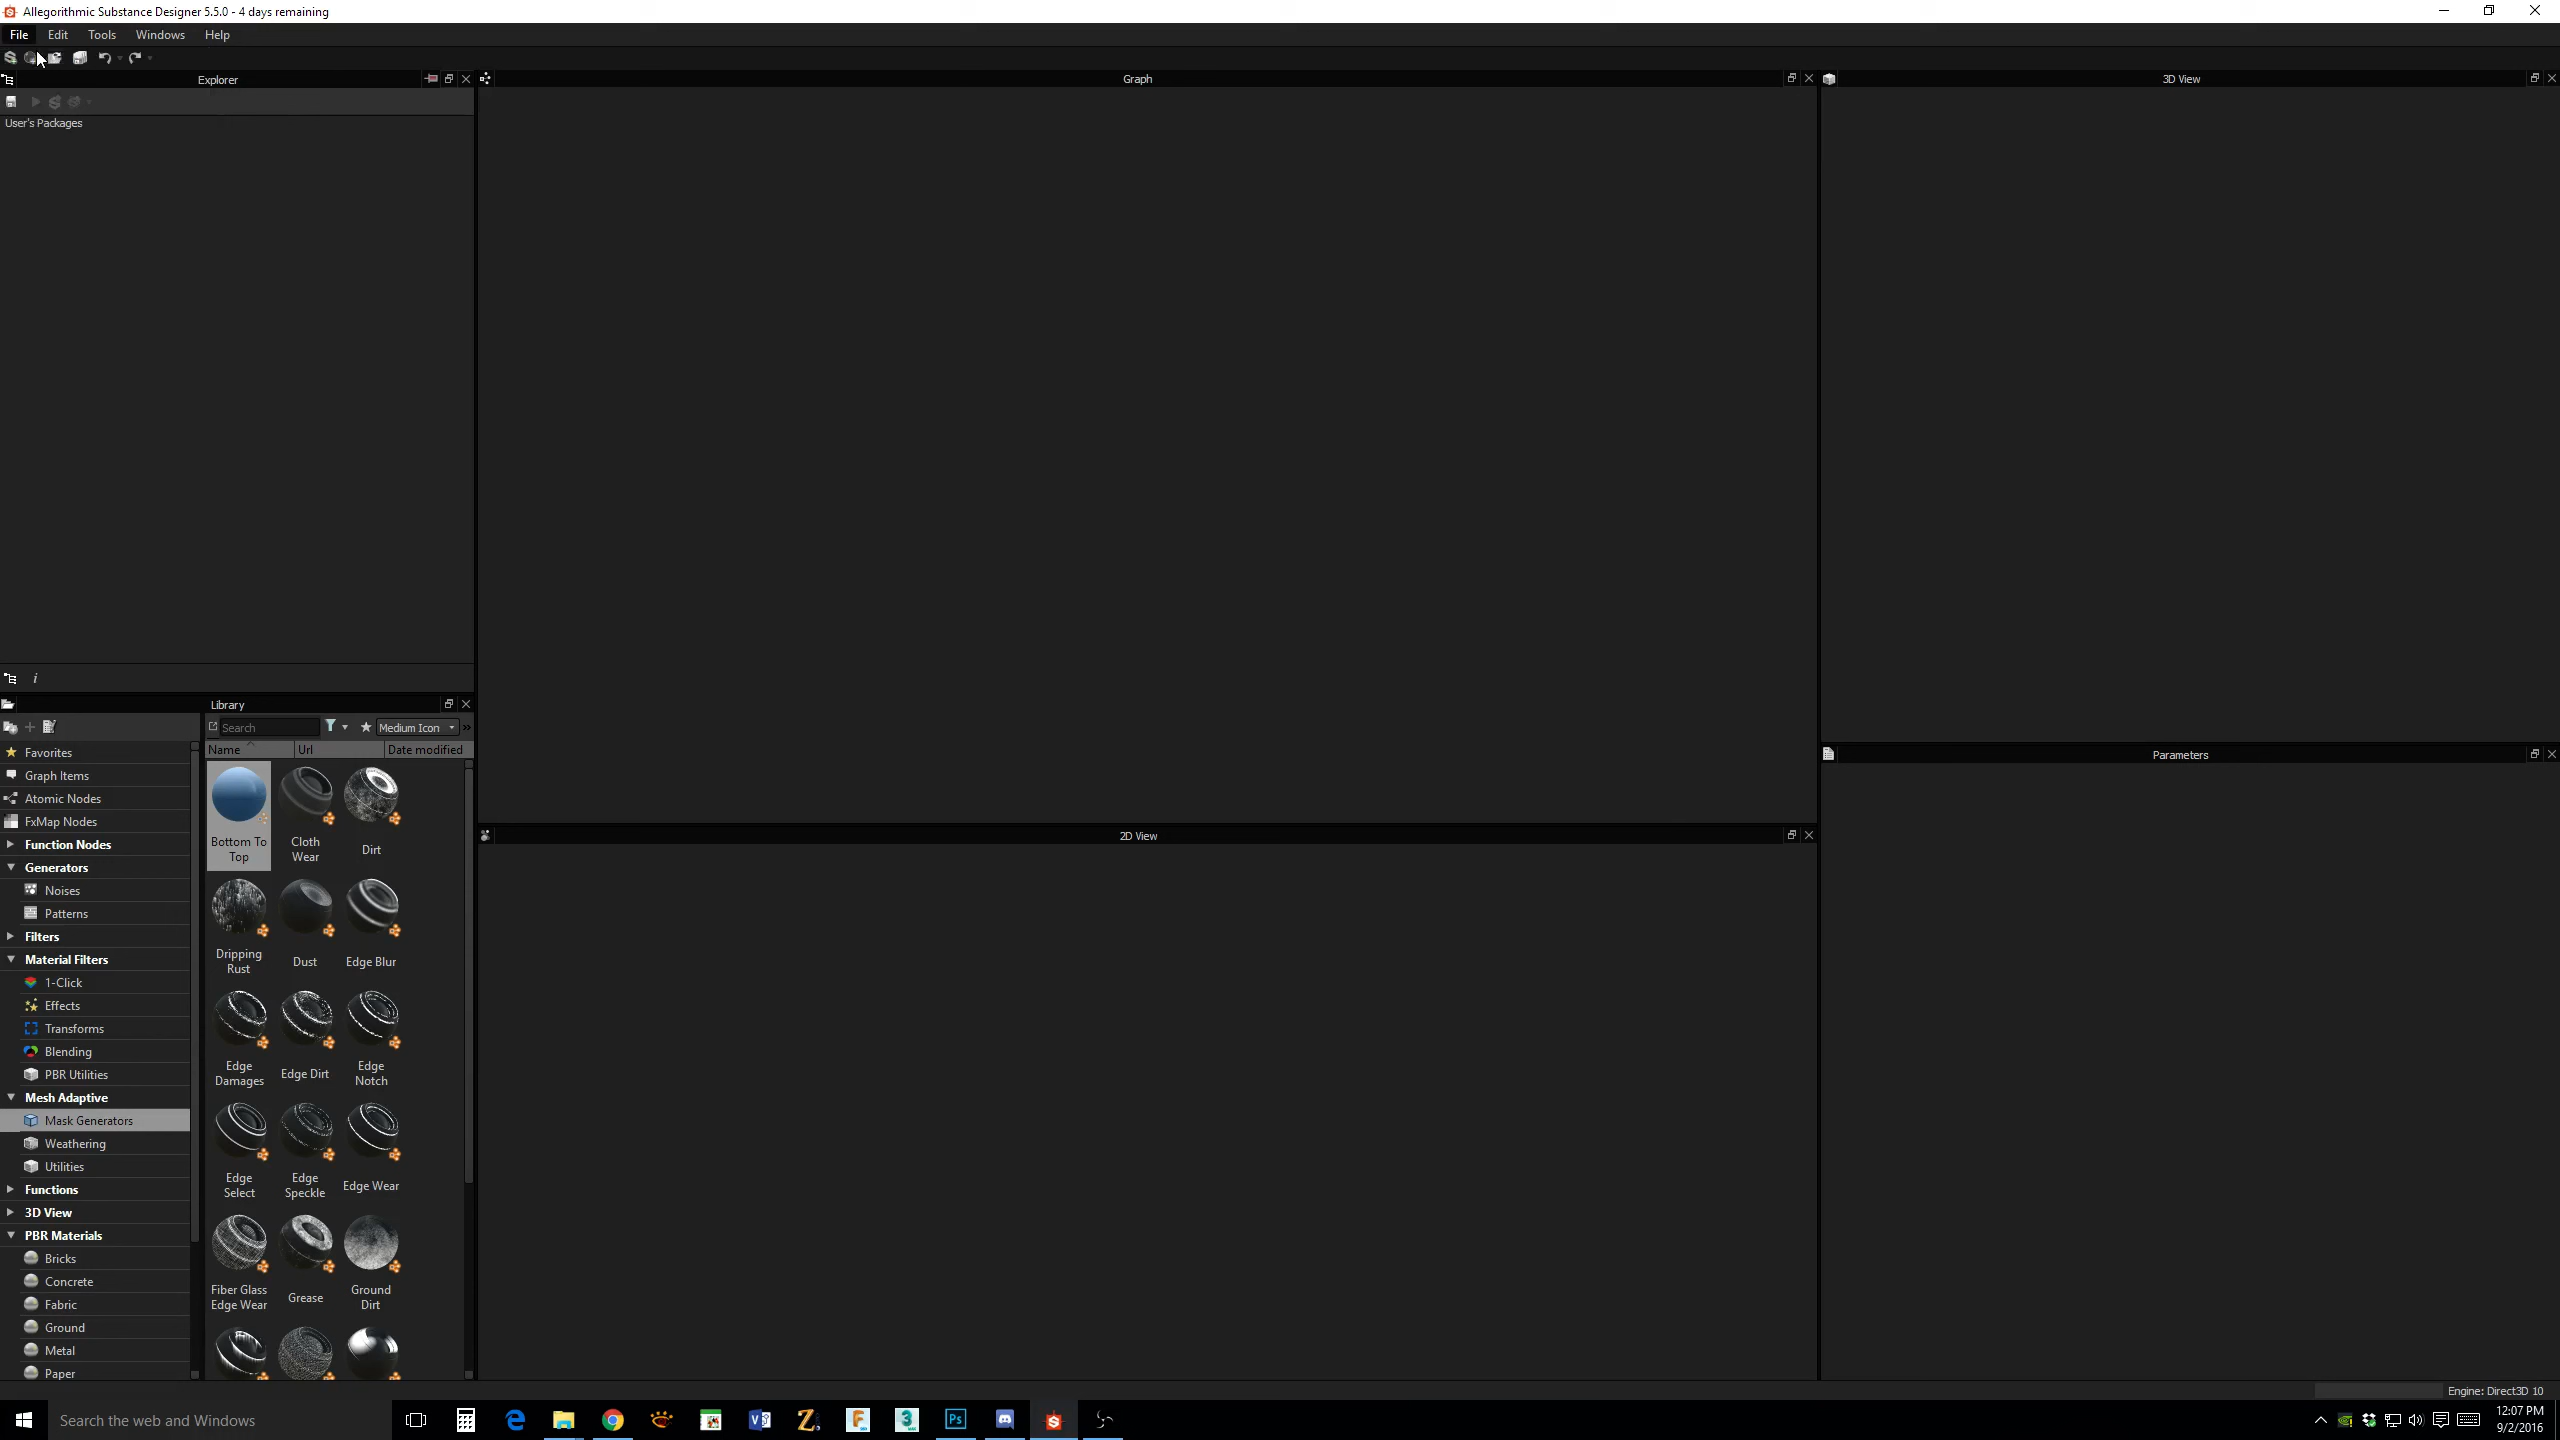 Allegorithmic Substance Designer 5.5.0 - 4 days remaining
File Edit Tools Windows Help
Explorer
Graph
3D View
User's Packages
i
Library
Search
Medium Icon
»
Name Url Date modified
Favorites
Graph Items
Atomic Nodes
FxMap Nodes
Function Nodes
Generators
Noises
Patterns
Filters
Material Filters
1-Click
Effects
Transforms
Blending
PBR Utilities
Mesh Adaptive
Mask Generators
Weathering
Utilities
Functions
3D View
PBR Materials
Bricks
Concrete
Fabric
Ground
Metal
Paper
Bottom To
Top
Cloth
Wear
Dirt
Dripping
Rust
Dust
Edge Blur
Edge
Damages
Edge Dirt
Edge
Notch
Edge
Select
Edge
Speckle
Edge Wear
Fiber Glass
Edge Wear
Grease
Ground
Dirt
2D View
Parameters
Engine: Direct3D 10
Search the web and Windows
Ps
12:07 PM
9/2/2016